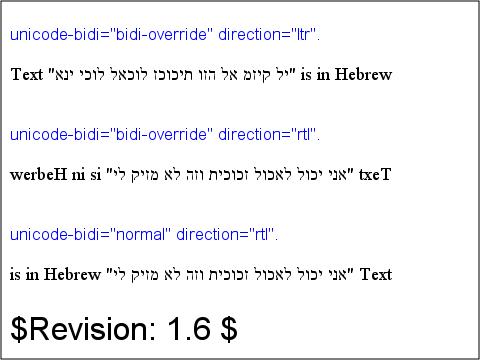 unicode-bidi="bidi-override" direction="ltr".
Text "יל קיזמ אל הזו תיכוכז לוכאל לוכי ינא" is in Hebrew
unicode-bidi="bidi-override" direction="rtl".
werbeH ni si "אני יכול לאכול זכוכית וזה לא מזיק לי" txeT
unicode-bidi="normal" direction="rtl".
is in Hebrew "אני יכול לאכול זכוכית וזה לא מזיק לי" Text
$Revision: 1.6 $